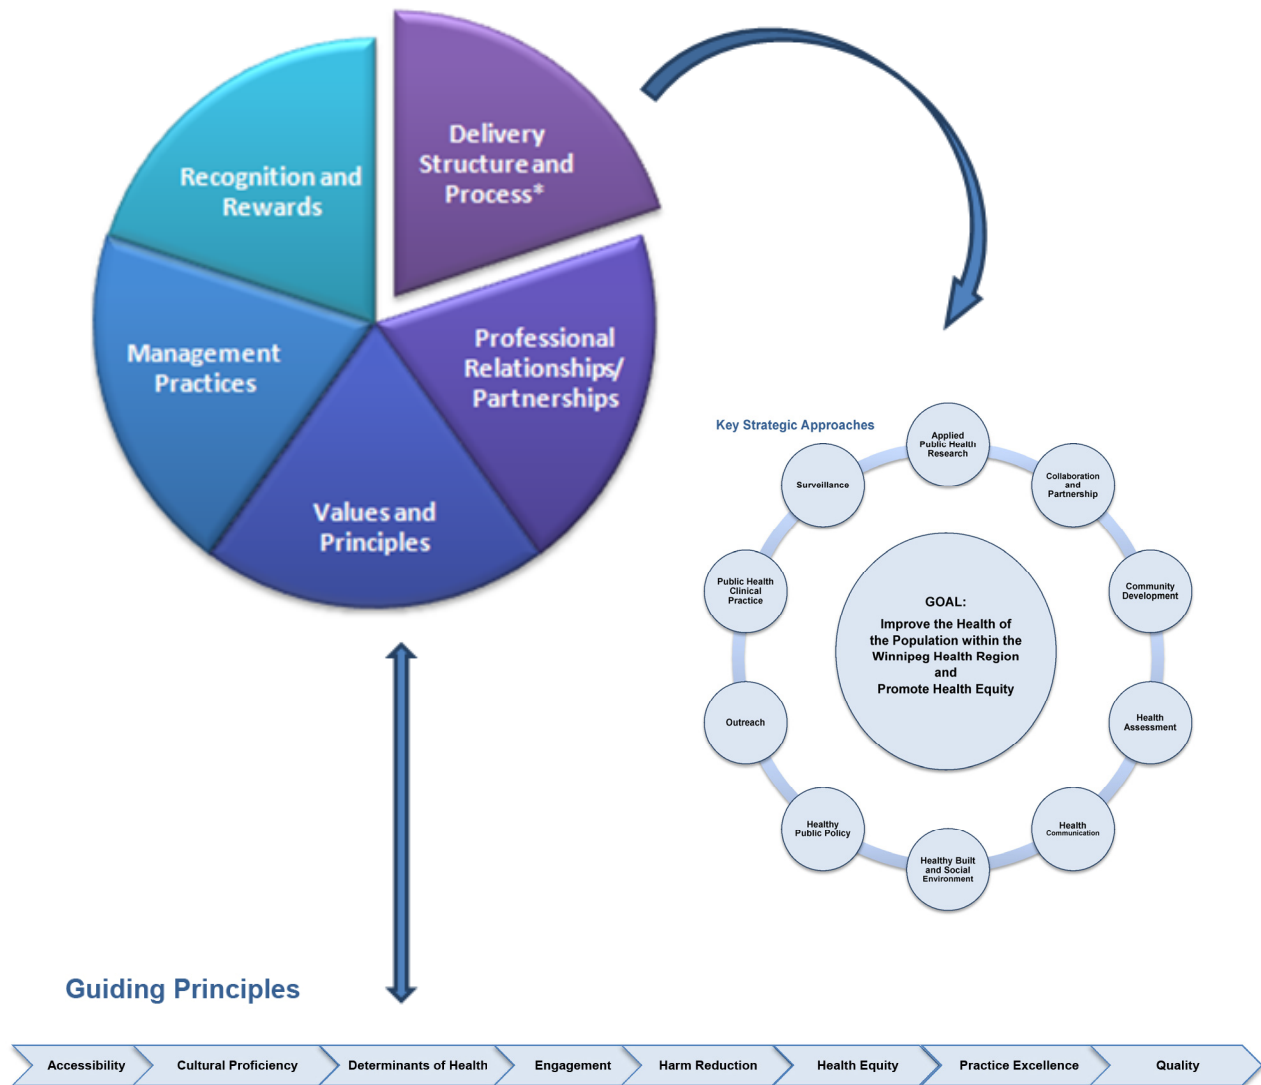 Delivery
Structure and
Process*
Recognition and
Rewards
Professional
Relationships/
Partnerships
Management
Practices
Values and
Principles
Key Strategic Approaches
Applied
Public Health
Research
Collaboration
and
Partnership
Community
Development
Health
Assessment
Health
Communication
Healthy Built
and Social
Environment
Healthy
Public Policy
Outreach
Public Health
Clinical
Practice
Surveillance
GOAL:
Improve the Health of
the Population within the
Winnipeg Health Region
and
Promote Health Equity
Guiding Principles
Accessibility
Cultural Proficiency
Determinants of Health
Engagement
Harm Reduction
Health Equity
Practice Excellence
Quality